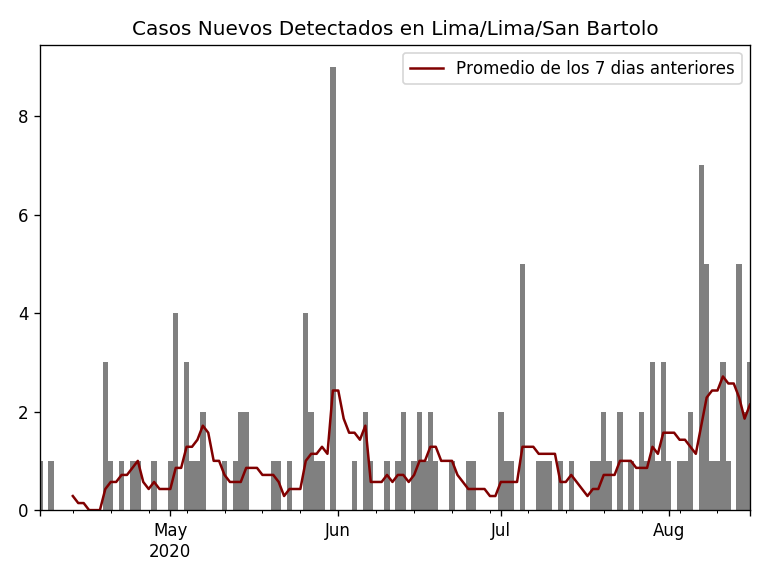 Casos Nuevos Detectados en Lima/Lima/San Bartolo
Promedio de los 7 dias anteriores
8
6
4
2
0
May
2020
Jun
Jul
Aug